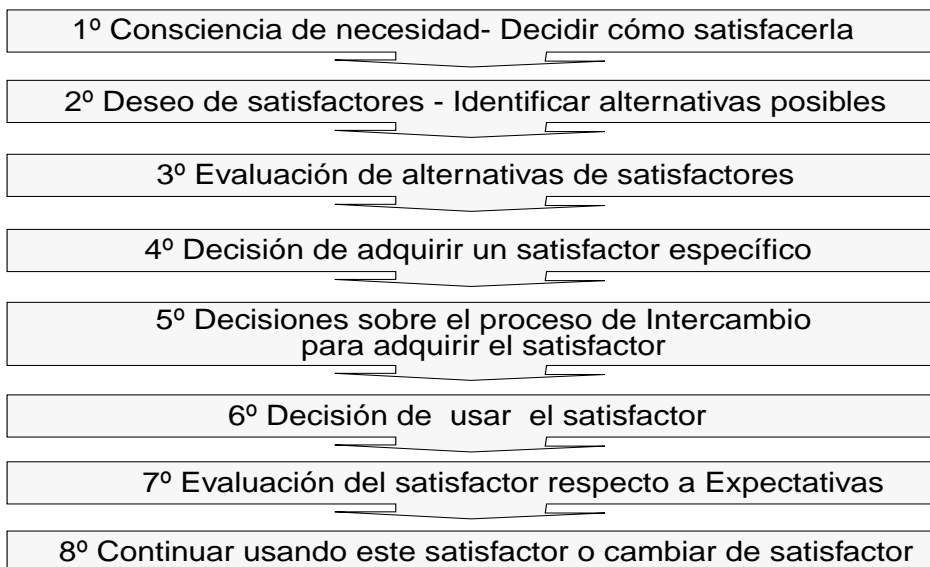 1º Consciencia de necesidad- Decidir cómo satisfacerla
2º Deseo de satisfactores - Identificar alternativas posibles
3º Evaluación de alternativas de satisfactores
4º Decisión de adquirir un satisfactor específico
5º Decisiones sobre el proceso de Intercambio
para adquirir el satisfactor
6º Decisión de usar el satisfactor
7º Evaluación del satisfactor respecto a Expectativas
8º Continuar usando este satisfactor o cambiar de satisfactor